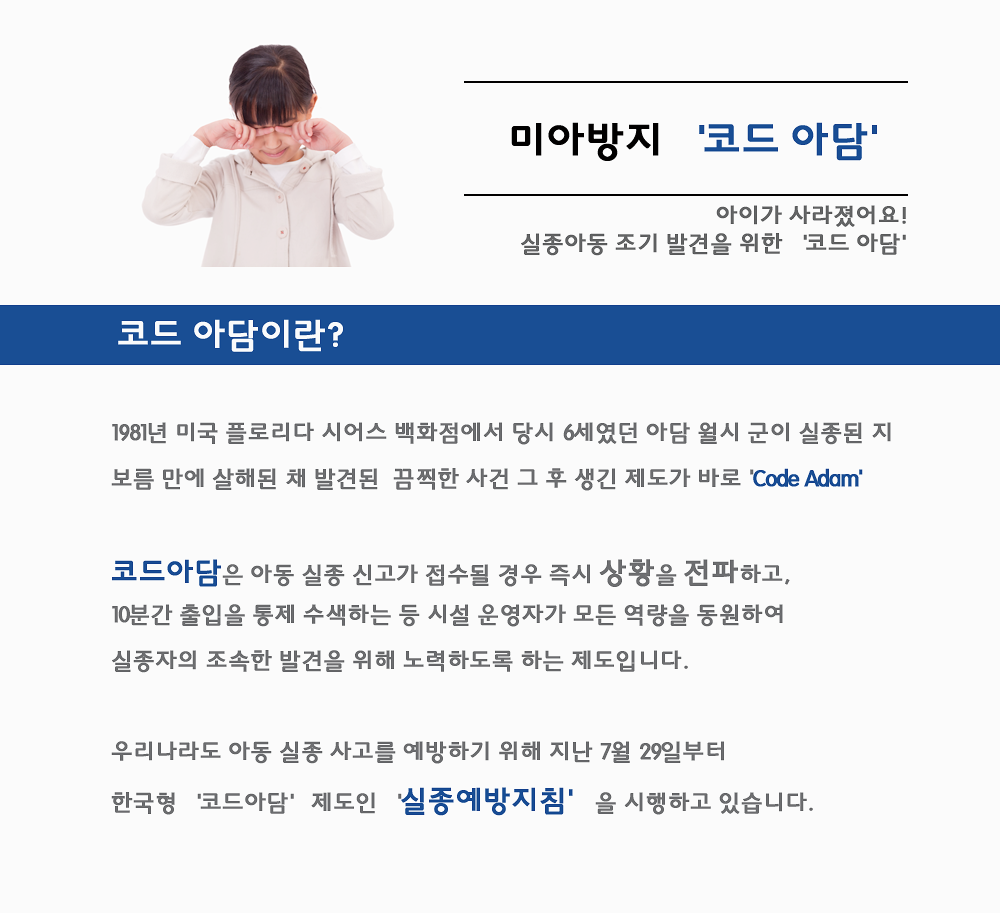 미아방지 '코드 아담'
아이가 사라졌어요!
실종아동 조기 발견을 위한 '코드 아담'
코드 아담이란?
1981년 미국 플로리다 시어스 백화점에서 당시 6세였던 아담 월시 군이 실종된 지
보름 만에 살해된 채 발견된 끔찍한 사건 그 후 생긴 제도가 바로 'Code Adam'
코드아담은 아동 실종 신고가 접수될 경우 즉시 상황을 전파하고,
10분간 출입을 통제 수색하는 등 시설 운영자가 모든 역량을 동원하여
실종자의 조속한 발견을 위해 노력하도록 하는 제도입니다.
우리나라도 아동 실종 사고를 예방하기 위해 지난 7월 29일부터
한국형 '코드아담' 제도인 '실종예방지침' 을 시행하고 있습니다.